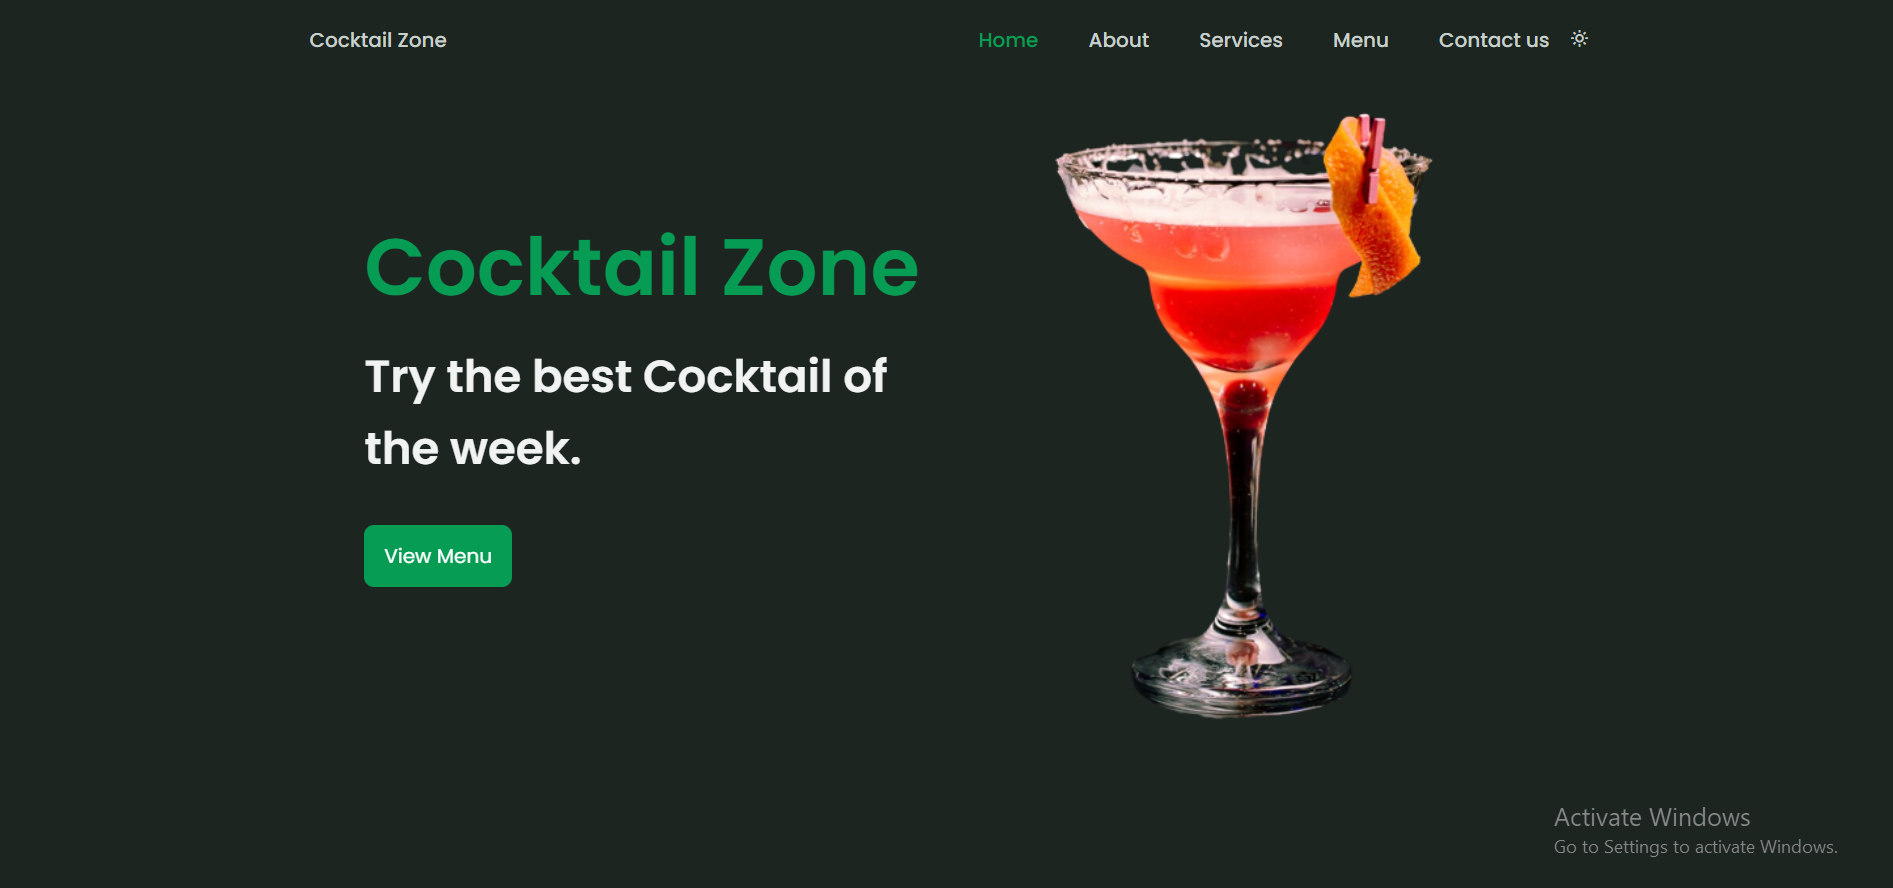 Cocktail Zone
Home
About
Services
Menu
Contact us
Cocktail Zone
Try the best Cocktail of
the week.
View Menu
Activate Windows
Go to Settings to activate Windows.